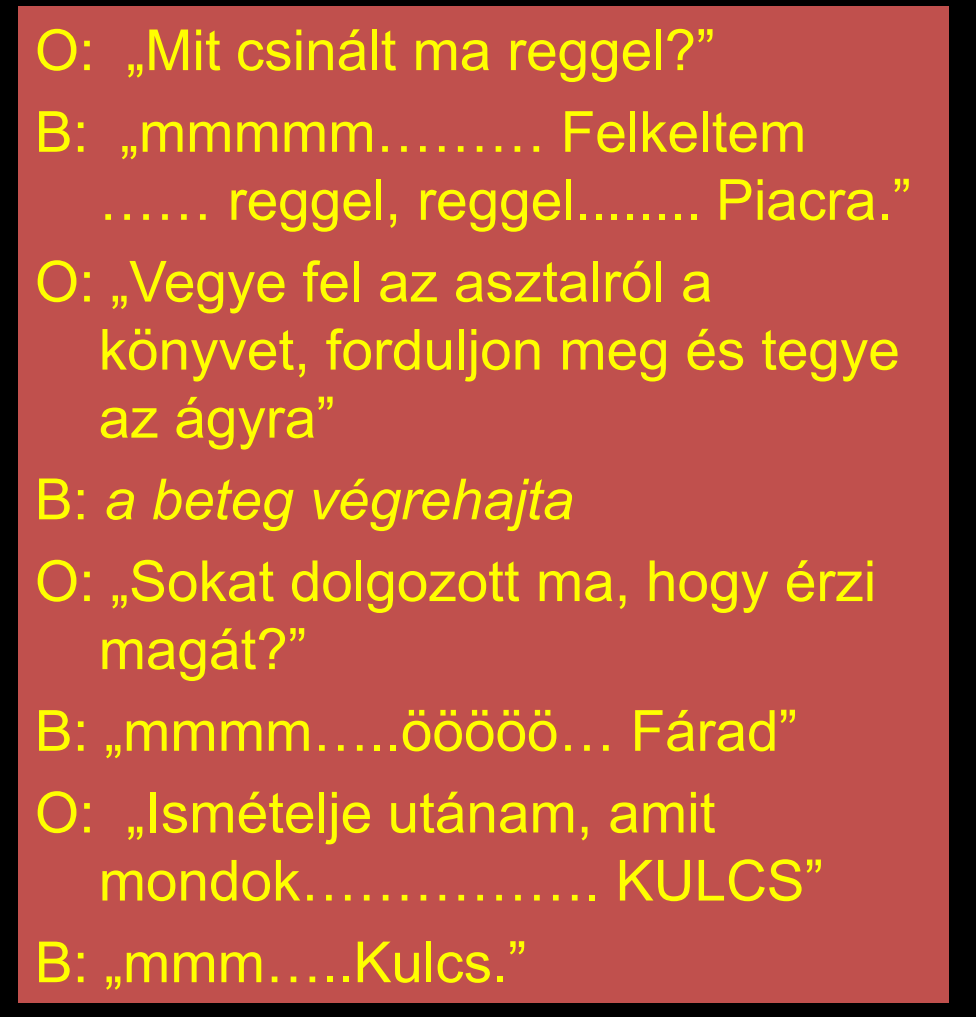 O:  „Mit csinált ma reggel?”
B:  „mmmmm……… Felkeltem
…… reggel, reggel........ Piacra.”
O: „Vegye fel az asztalról a
könyvet, forduljon meg és tegye
az ágyra”
B: a beteg végrehajta
O: „Sokat dolgozott ma, hogy érzi
magát?”
B: „mmmm…..ööööö… Fárad”
O:  „Ismételje utánam, amit
mondok……………. KULCS”
B: „mmm…..Kulcs.”